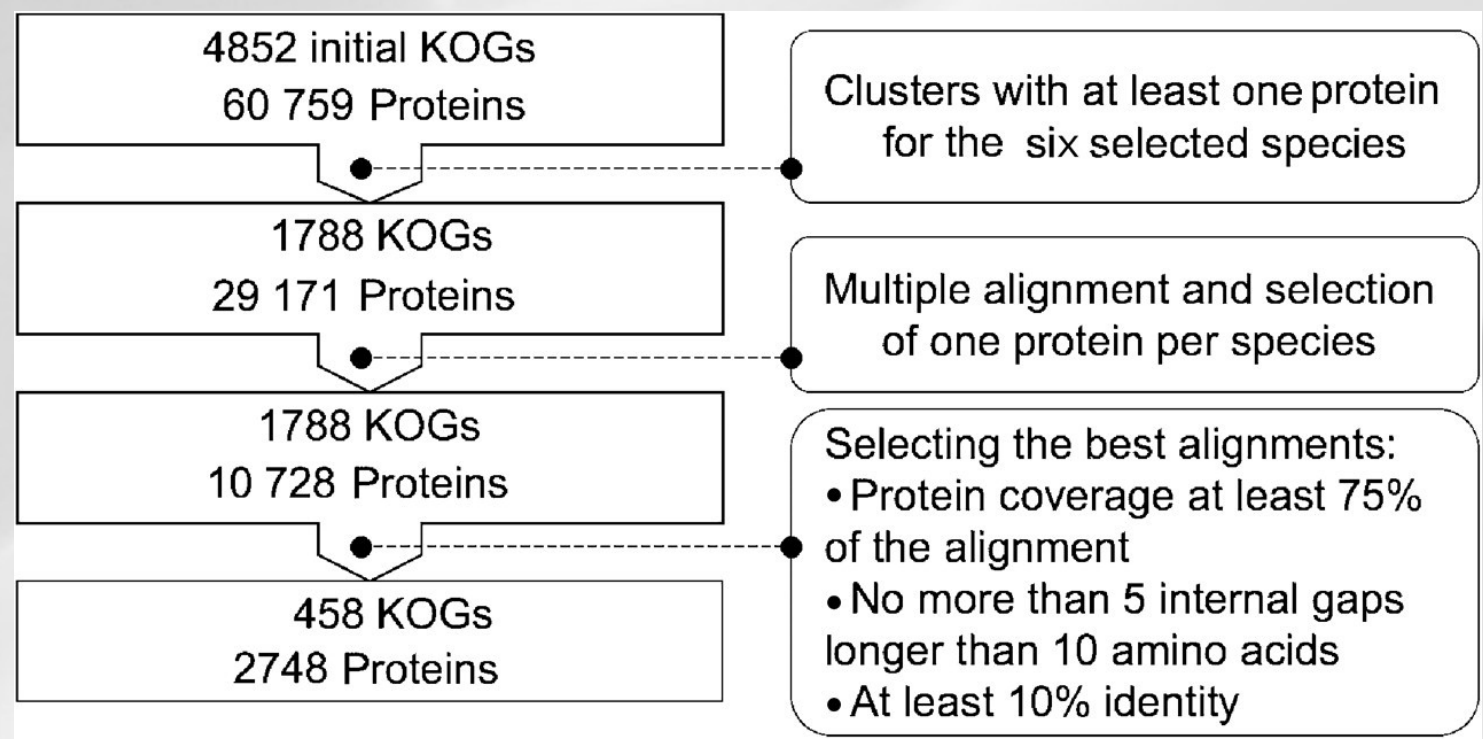 4852 initial KOGs
60 759 Proteins
Clusters with at least one protein
for the six selected species
1788 KOGs
29 171 Proteins
Multiple alignment and selection
of one protein per species
1788 KOGs
10 728 Proteins
Selecting the best alignments:
• Protein coverage at least 75%
of the alignment
• No more than 5 internal gaps
longer than 10 amino acids
• At least 10% identity
458 KOGs
2748 Proteins